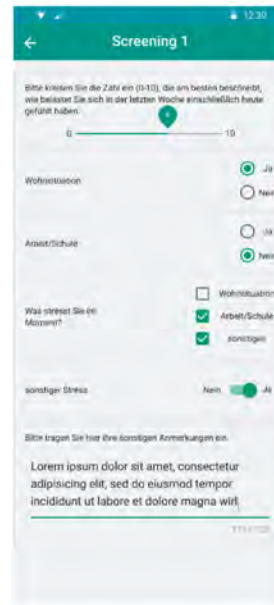 12:30
Screening 1
Bitte kreisen Sie die Zahl ein (0-10), die am besten beschreibt,
wie belastet Sie sich in der letzten Woche einschließlich heute
gefühlt haben.
0 10
Ja
Wohnsituation
Nein
Ja
Arbeit/Schule
Nein
Wohnsituation
Was stresst Sie im
Moment?
Arbeit/Schule
sonstiges
sonstiger Stress Nein Ja
Bitte tragen Sie hier ihre sonstigen Anmerkungen ein.
Lorem ipsum dolor sit amet, consectetur
adipisicing elit, sed do eiusmod tempor
incididunt ut labore et dolore magna wirl